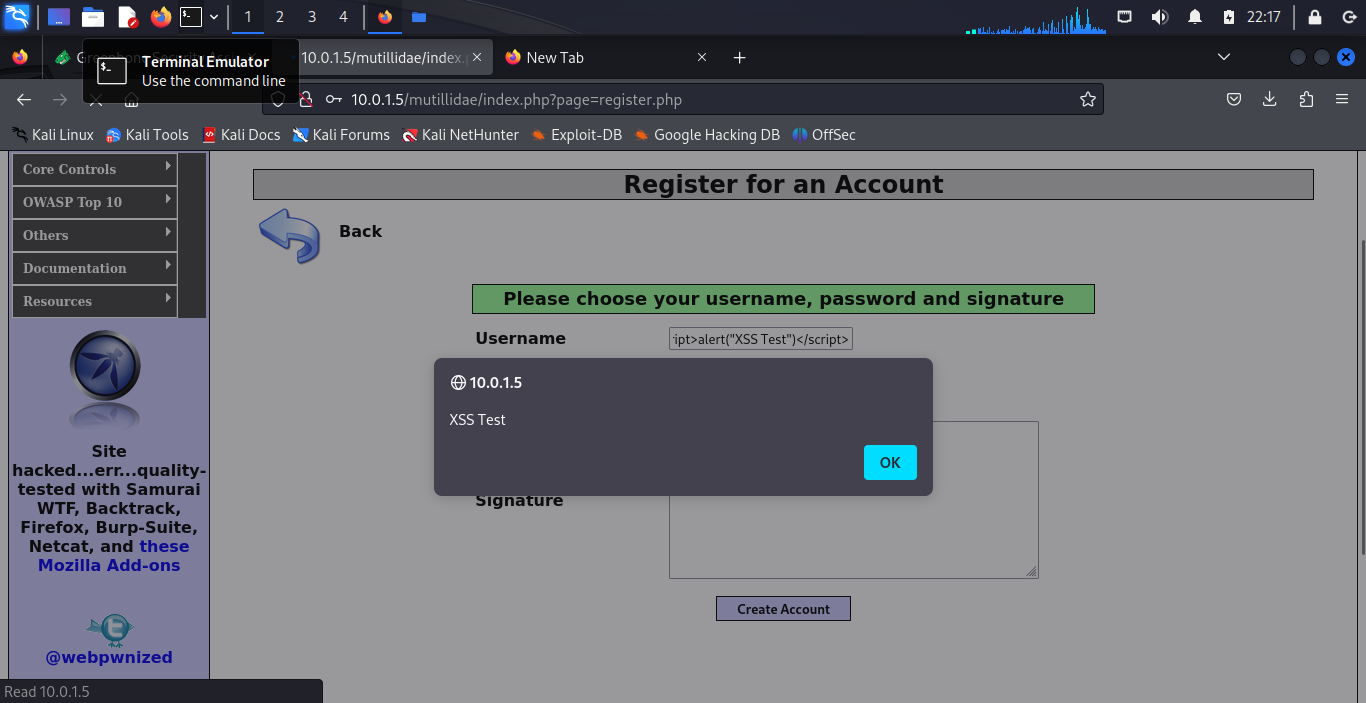 1 2 3 4 22:17
Greenbone Security Assi
10.0.1.5/mutillidae/index.p
New Tab
Terminal Emulator
Use the command line
10.0.1.5/mutillidae/index.php?page=register.php
Kali Linux Kali Tools Kali Docs Kali Forums Kali NetHunter Exploit-DB Google Hacking DB OffSec
Core Controls
OWASP Top 10
Others
Documentation
Resources
Site
hacked...err...quality-
tested with Samurai
WTF, Backtrack,
Firefox, Burp-Suite,
Netcat, and these
Mozilla Add-ons
@webpwnized
Register for an Account
Back
Please choose your username, password and signature
Username
ipt>alert("XSS Test")</script>
10.0.1.5
XSS Test
OK
Signature
Create Account
Read 10.0.1.5